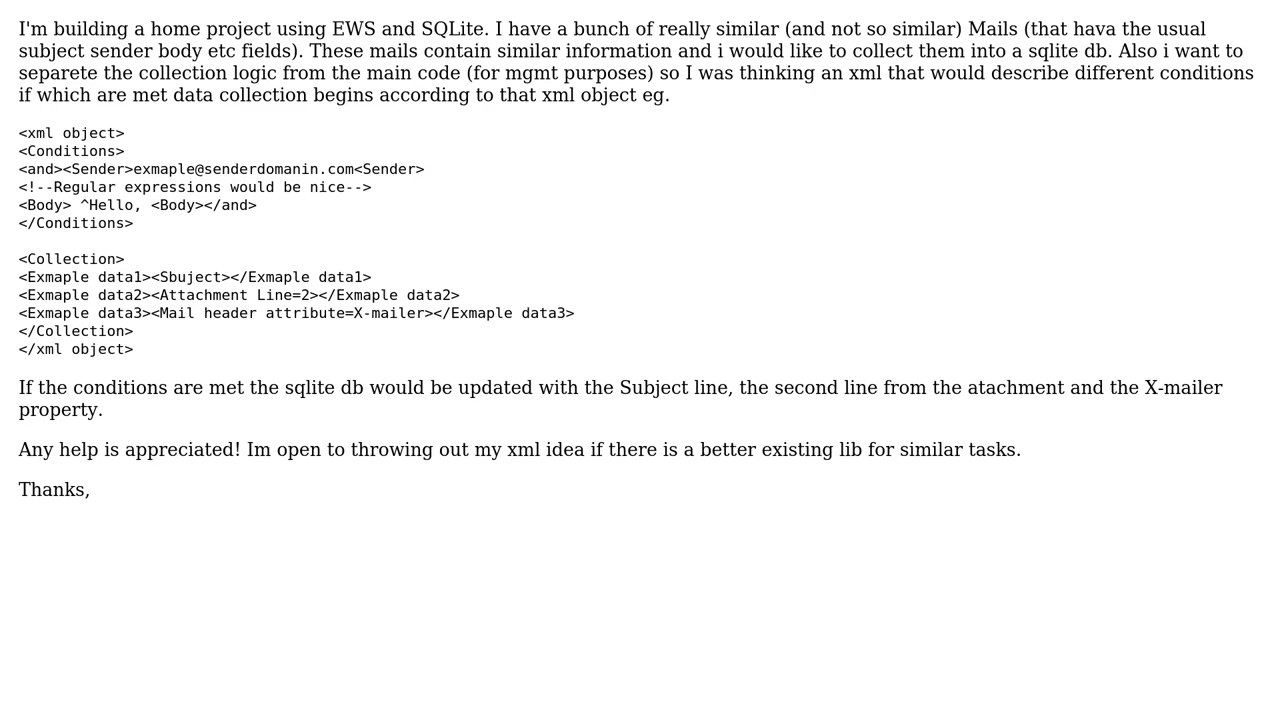 I'm building a home project using EWS and SQLite. I have a bunch of really similar (and not so similar) Mails (that hava the usual
subject sender body etc fields). These mails contain similar information and i would like to collect them into a sqlite db. Also i want to
separete the collection logic from the main code (for mgmt purposes) so I was thinking an xml that would describe different conditions
if which are met data collection begins according to that xml object eg.
<xml object>
<Conditions>
<and><Sender>exmaple@senderdomanin.com<Sender>
<!--Regular expressions would be nice-->
<Body> ^Hello, <Body></and>
</Conditions>
<Collection>
<Exmaple data1><Sbuject></Exmaple data1>
<Exmaple data2><Attachment Line=2></Exmaple data2>
<Exmaple data3><Mail header attribute=X-mailer></Exmaple data3>
</Collection>
</xml object>
If the conditions are met the sqlite db would be updated with the Subject line, the second line from the atachment and the X-mailer
property.
Any help is appreciated! Im open to throwing out my xml idea if there is a better existing lib for similar tasks.
Thanks,